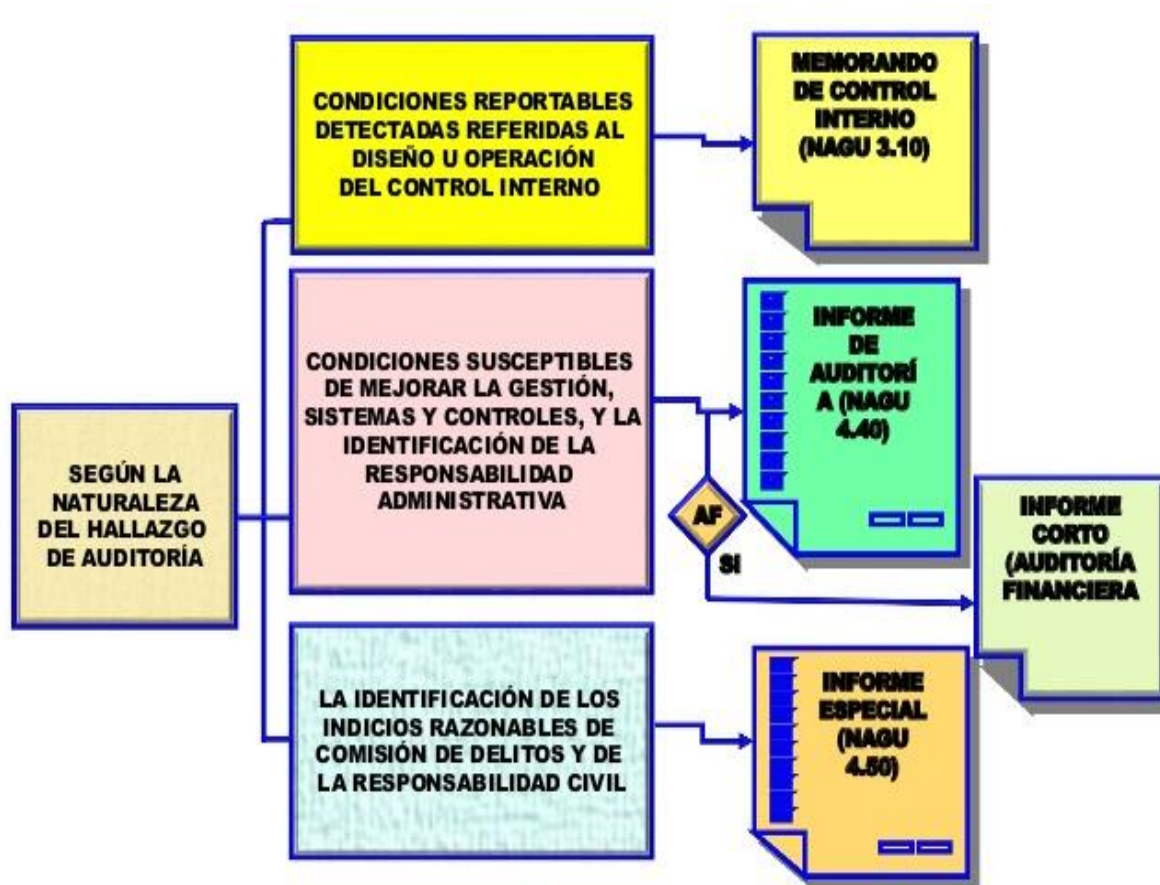 SEGÚN LA
NATURALEZA
DEL HALLAZGO
DE AUDITORÍA
CONDICIONES REPORTABLES
DETECTADAS REFERIDAS AL
DISEÑO U OPERACIÓN
DEL CONTROL INTERNO
MEMORANDO
DE CONTROL
INTERNO
(NAGU 3.10)
CONDICIONES SUSCEPTIBLES
DE MEJORAR LA GESTIÓN,
SISTEMAS Y CONTROLES, Y LA
IDENTIFICACIÓN DE LA
RESPONSABILIDAD
ADMINISTRATIVA
INFORME
DE
AUDITORÍ
A (NAGU
4.40)
AF
SI
INFORME
CORTO
(AUDITORÍA
FINANCIERA
LA IDENTIFICACIÓN DE LOS
INDICIOS RAZONABLES DE
COMISIÓN DE DELITOS Y DE
LA RESPONSABILIDAD CIVIL
INFORME
ESPECIAL
(NAGU
4.50)